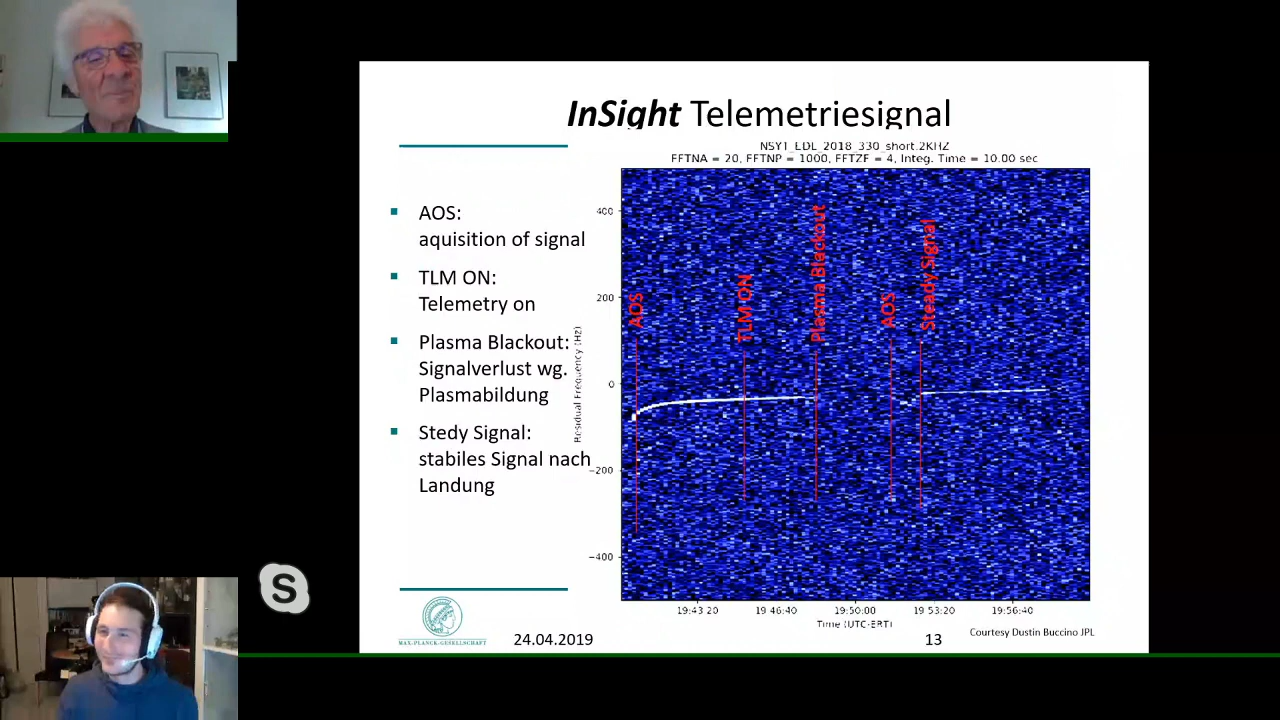 InSight Telemetriesignal
NSYT_EDL_2018_330_short.2KHZ
FFTNA = 20, FFTNP = 1000, FFTZF = 4, Integ. Time = 10.00 sec
AOS:
aquisition of signal
TLM ON:
Telemetry on
Plasma Blackout:
Signalverlust wg.
Plasmabildung
Stedy Signal:
stabiles Signal nach
Landung
Residual Frequency (Hz)
400
200
0
−200
−400
AOS
TLM ON
Plasma Blackout
AOS
Steady Signal
19:43:20
19:46:40
19:50:00
19:53:20
19:56:40
Time (UTC-ERT)
Courtesy Dustin Buccino JPL
S
MAX-PLANCK-GESELLSCHAFT
24.04.2019
13